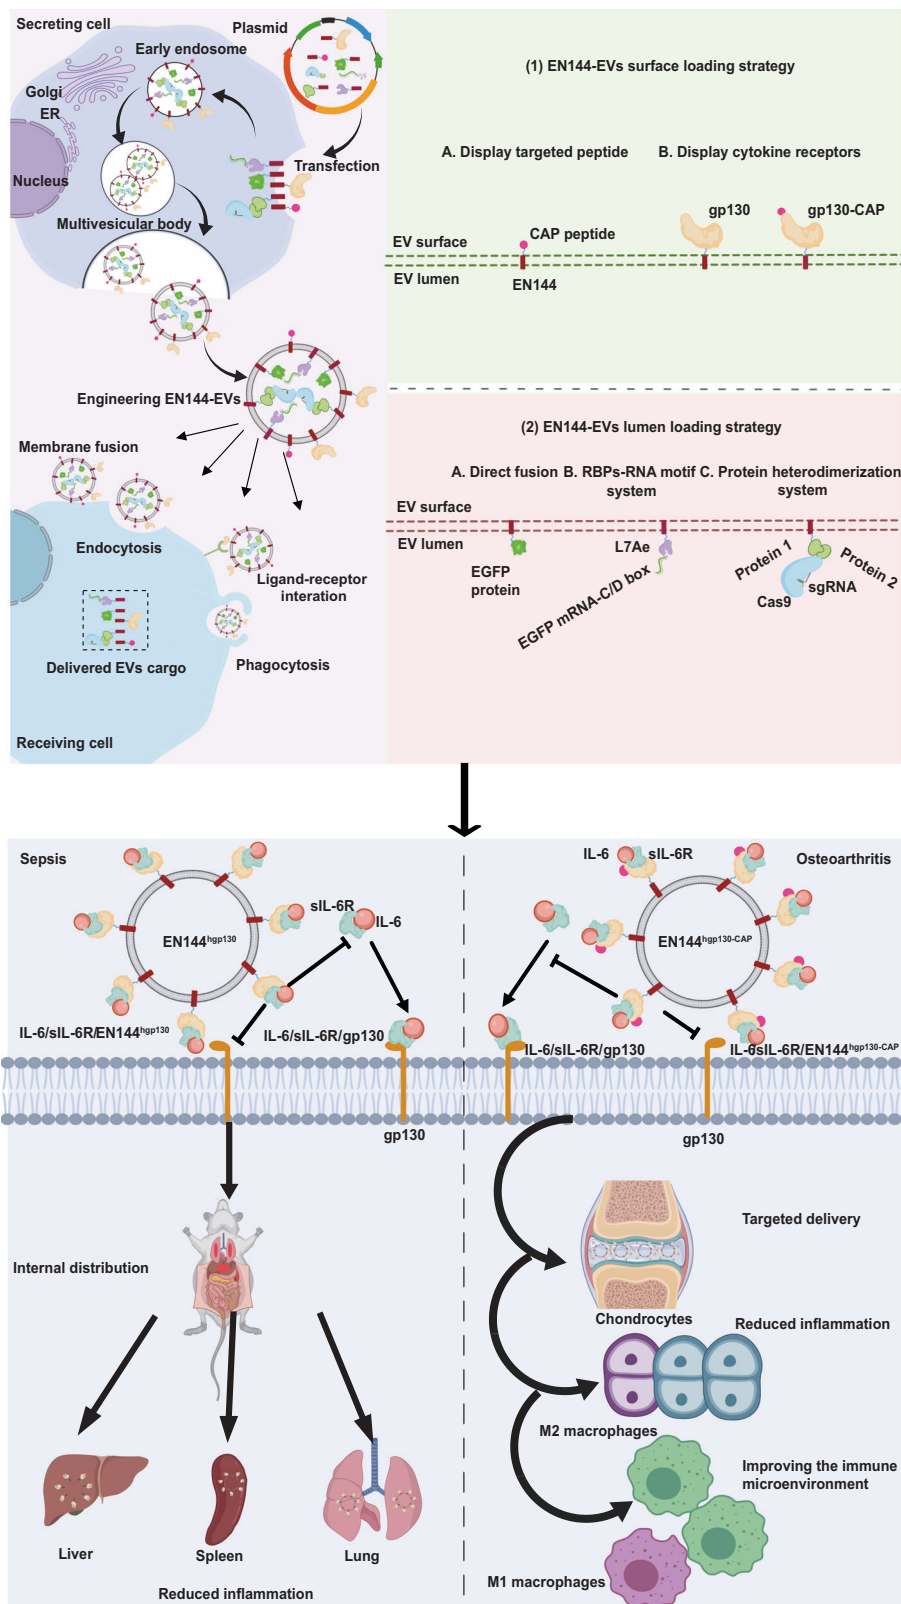 Secreting cell
Plasmid
Early endosome
Golgi
ER
Nucleus
Transfection
Multivesicular body
Engineering EN144-EVs
Membrane fusion
Endocytosis
Ligand-receptor
interation
Delivered EVs cargo
Phagocytosis
Receiving cell
(1) EN144-EVs surface loading strategy
A. Display targeted peptide
B. Display cytokine receptors
gp130
gp130-CAP
CAP peptide
EV surface
EV lumen
EN144
(2) EN144-EVs lumen loading strategy
A. Direct fusion
B. RBPs-RNA motif
system
C. Protein heterodimerization
system
EV surface
EV lumen
EGFP
protein
L7Ae
EGFP mRNA-C/D box
Protein 1
Protein 2
sgRNA
Cas9
Sepsis
sIL-6R
IL-6
EN144hgp130
IL-6/sIL-6R/EN144hgp130
IL-6/sIL-6R/gp130
gp130
Internal distribution
Liver
Spleen
Lung
Reduced inflammation
Osteoarthritis
IL-6
sIL-6R
EN144hgp130-CAP
IL-6/sIL-6R/gp130
IL-6sIL-6R/EN144hgp130-CAP
gp130
Targeted delivery
Chondrocytes
Reduced inflammation
M2 macrophages
Improving the immune
microenvironment
M1 macrophages